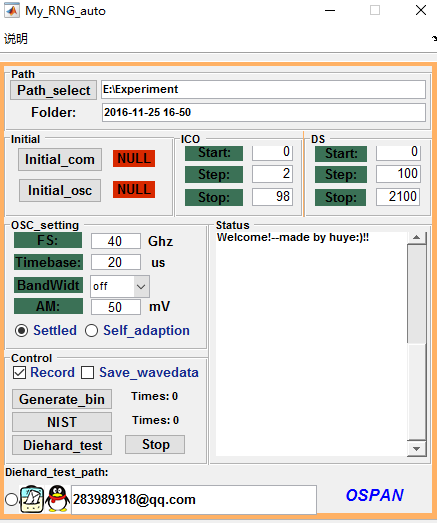 My_RNG_auto
说明
Path
Path_select E:\Experiment
Folder: 2016-11-25 16-50
Initial
Initial_com NULL
Initial_osc NULL
ICO
Start: 0
Step: 2
Stop: 98
DS
Start: 0
Step: 100
Stop: 2100
OSC_setting
FS: 40 Ghz
Timebase: 20 us
BandWidt off
AM: 50 mV
Settled Self_adaption
Status
Welcome!--made by huye:)!!
Control
Record Save_wavedata
Generate_bin Times: 0
NIST Times: 0
Diehard_test Stop
Diehard_test_path:
283989318@qq.com
OSPAN